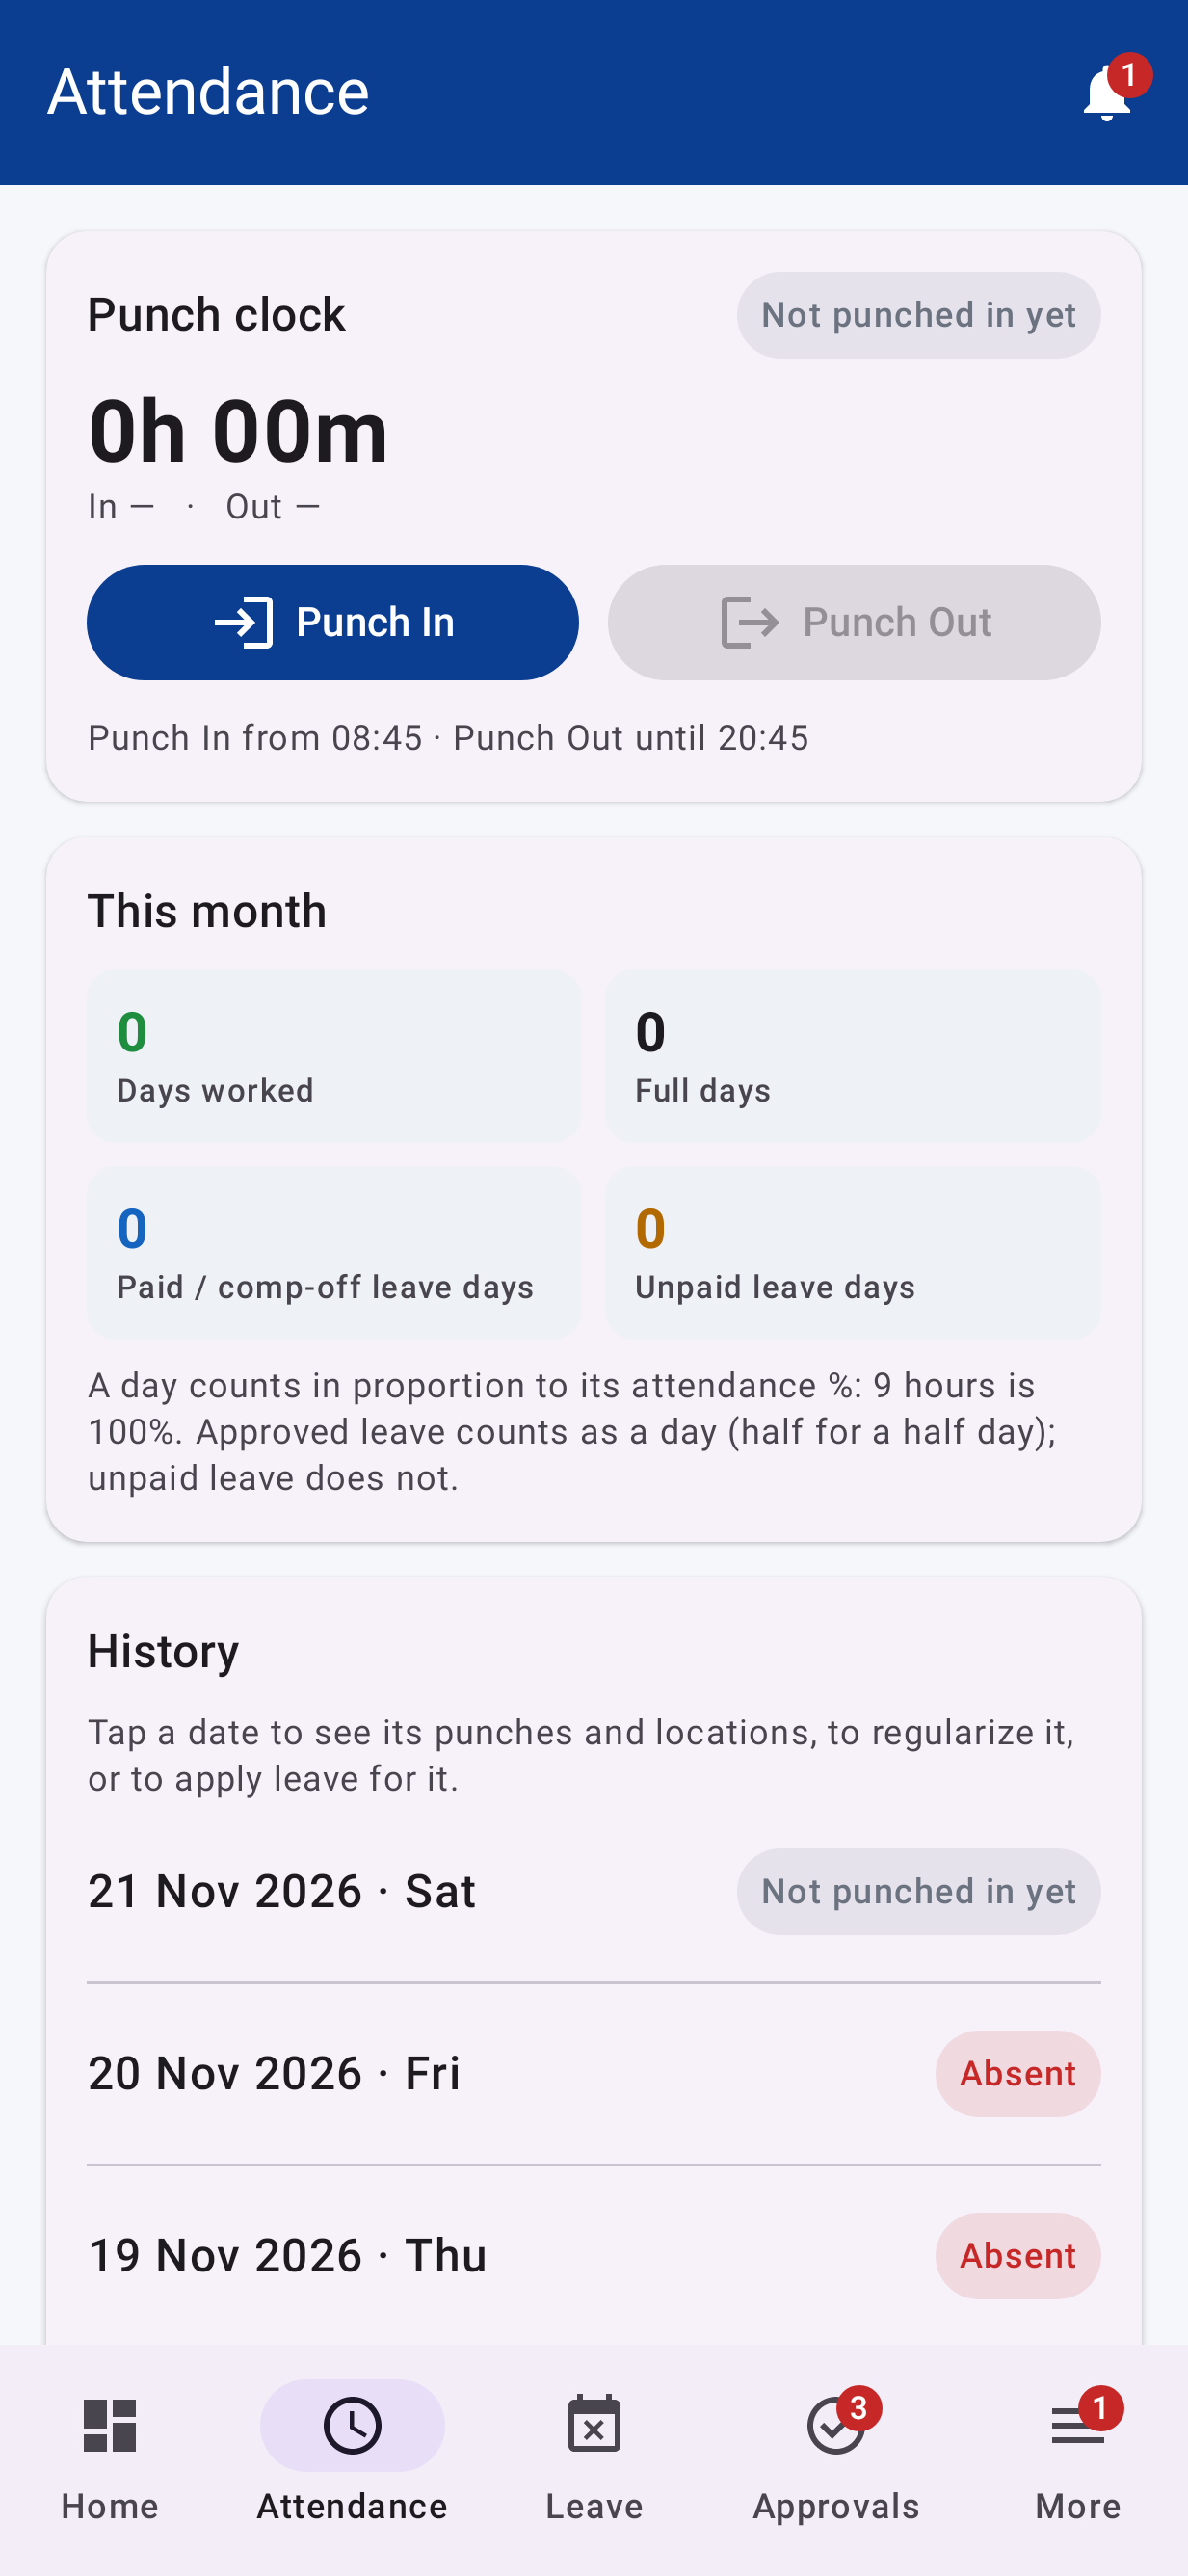 Attendance
1
Punch clock
Not punched in yet
0h 00m
In — · Out —
Punch In
Punch Out
Punch In from 08:45 · Punch Out until 20:45
This month
0
Days worked
0
Full days
0
Paid / comp-off leave days
0
Unpaid leave days
A day counts in proportion to its attendance %: 9 hours is
100%. Approved leave counts as a day (half for a half day);
unpaid leave does not.
History
Tap a date to see its punches and locations, to regularize it,
or to apply leave for it.
21 Nov 2026 · Sat
Not punched in yet
20 Nov 2026 · Fri
Absent
19 Nov 2026 · Thu
Absent
3
1
Home
Attendance
Leave
Approvals
More